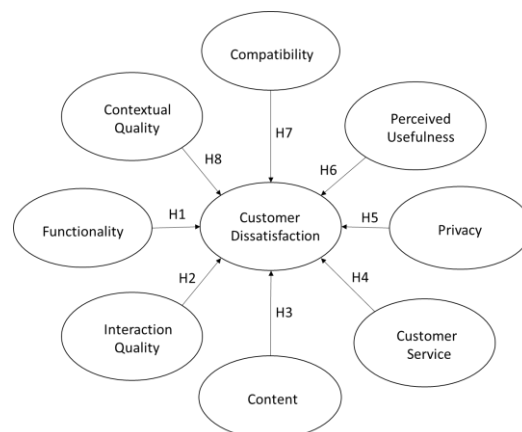 Compatibility
Contextual
Quality
Perceived
Usefulness
H7
H8
H6
Functionality
H1
Customer
Dissatisfaction
H5
Privacy
H2
H4
H3
Interaction
Quality
Customer
Service
Content